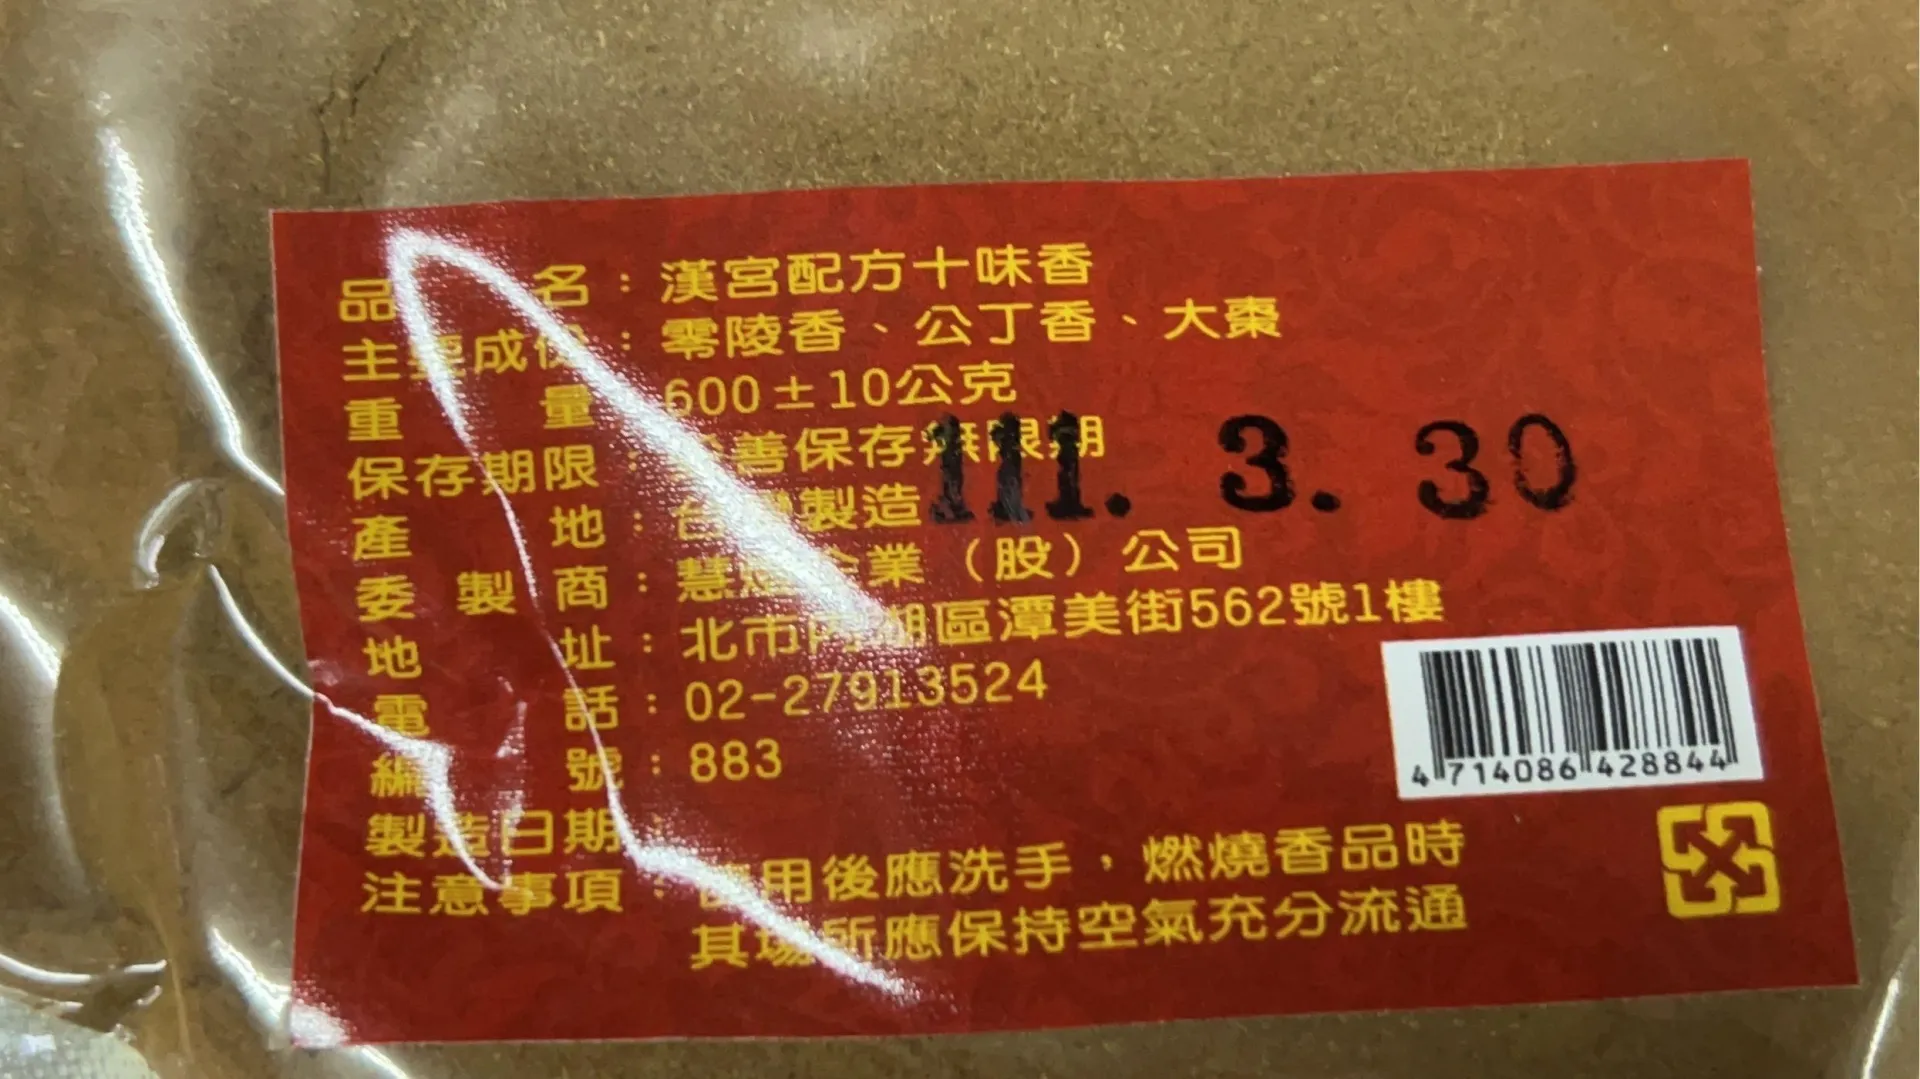 品名：漢宮配方十味香
主要成份：零陵香、公丁香、大棗
重量 600±10公克
保存期限：善保存無限期
111. 3. 30
產地：台灣製造
委製商：慧 企業（股）公司
地址：北市內湖區潭美街562號1樓
電話：02-27913524
編號：883
4 714086 428844
製造日期：
注意事項：使用後應洗手，燃燒香品時
其場所應保持空氣充分流通